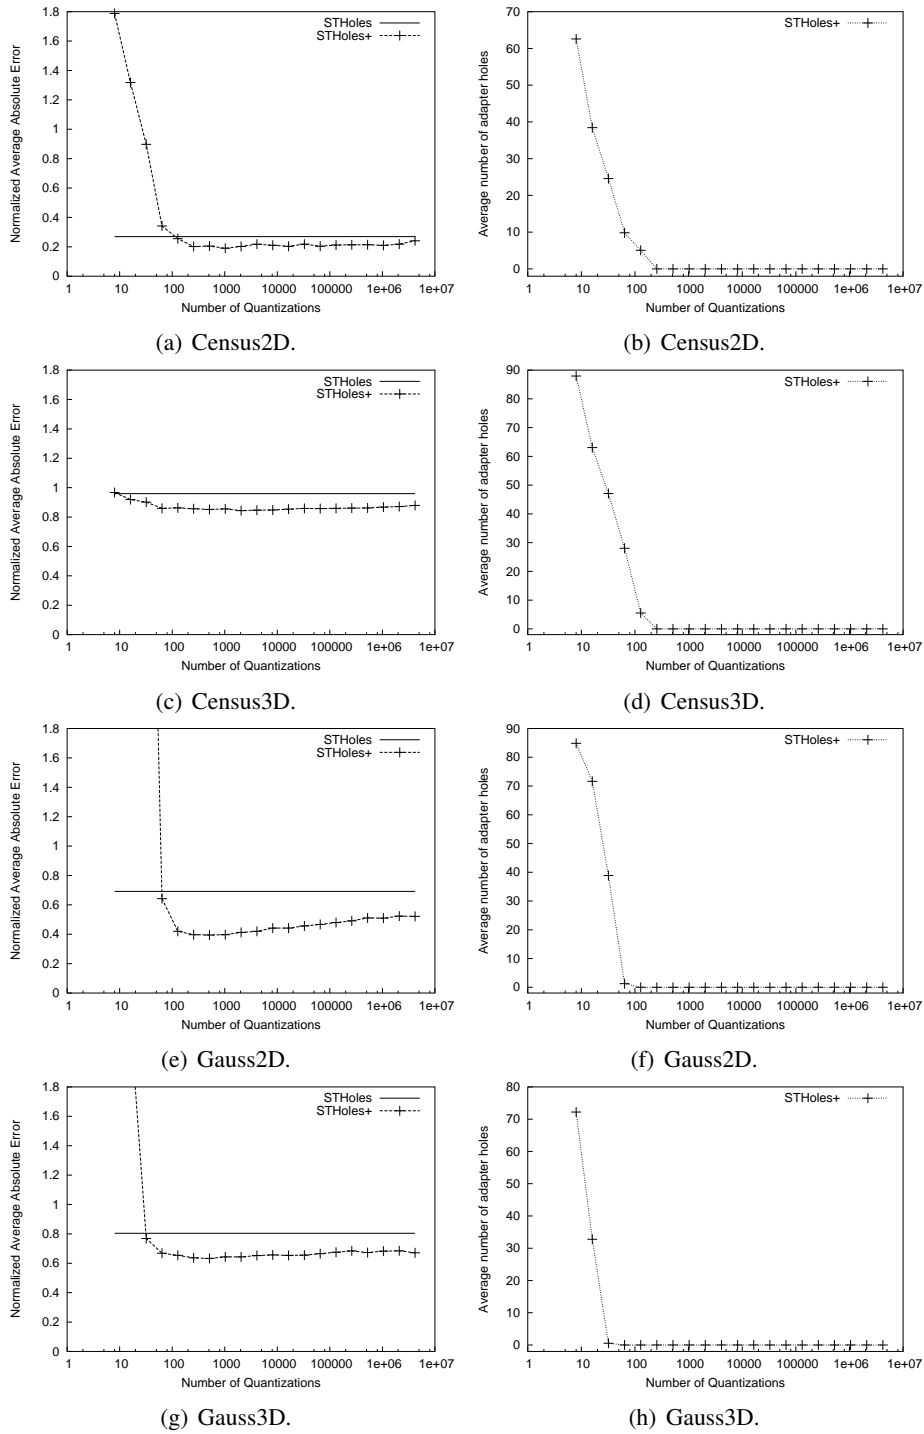 Normalized Average Absolute Error
1.8
1.6
1.4
1.2
1
0.8
0.6
0.4
0.2
0
1 10 100 1000 10000 100000 1e+06 1e+07
Number of Quantizations
STHoles
STHoles+
(a) Census2D.
Average number of adapter holes
70
60
50
40
30
20
10
0
1 10 100 1000 10000 100000 1e+06 1e+07
Number of Quantizations
STHoles+
(b) Census2D.
Normalized Average Absolute Error
1.8
1.6
1.4
1.2
1
0.8
0.6
0.4
0.2
0
1 10 100 1000 10000 100000 1e+06 1e+07
Number of Quantizations
STHoles
STHoles+
(c) Census3D.
Average number of adapter holes
90
80
70
60
50
40
30
20
10
0
1 10 100 1000 10000 100000 1e+06 1e+07
Number of Quantizations
STHoles+
(d) Census3D.
Normalized Average Absolute Error
1.8
1.6
1.4
1.2
1
0.8
0.6
0.4
0.2
0
1 10 100 1000 10000 100000 1e+06 1e+07
Number of Quantizations
STHoles
STHoles+
(e) Gauss2D.
Average number of adapter holes
90
80
70
60
50
40
30
20
10
0
1 10 100 1000 10000 100000 1e+06 1e+07
Number of Quantizations
STHoles+
(f) Gauss2D.
Normalized Average Absolute Error
1.8
1.6
1.4
1.2
1
0.8
0.6
0.4
0.2
0
1 10 100 1000 10000 100000 1e+06 1e+07
Number of Quantizations
STHoles
STHoles+
(g) Gauss3D.
Average number of adapter holes
80
70
60
50
40
30
20
10
0
1 10 100 1000 10000 100000 1e+06 1e+07
Number of Quantizations
STHoles+
(h) Gauss3D.